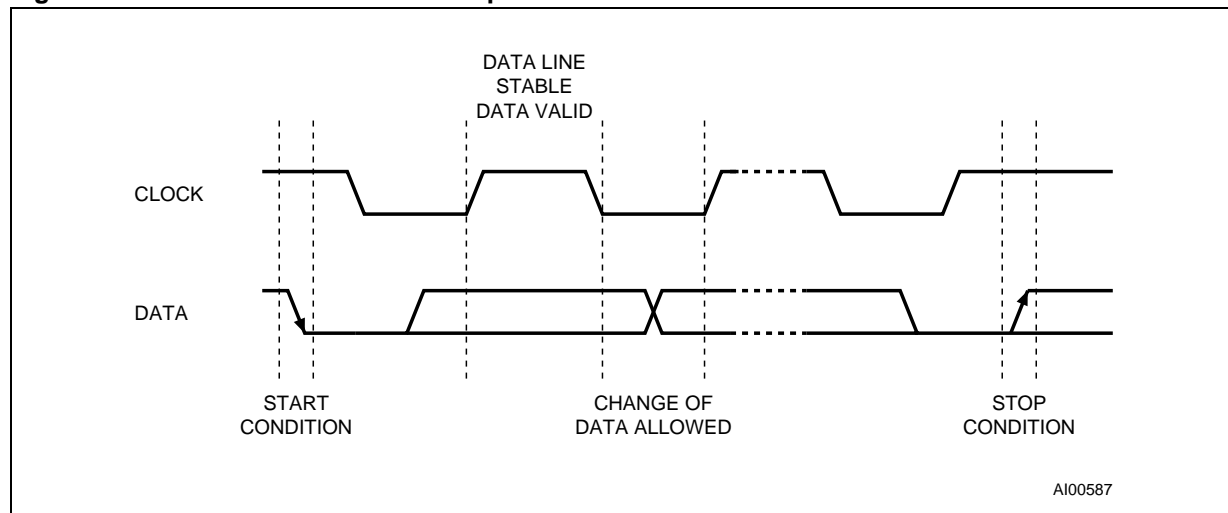 DATA LINE
STABLE
DATA VALID
CLOCK
DATA
START
CONDITION
CHANGE OF
DATA ALLOWED
STOP
CONDITION
AI00587